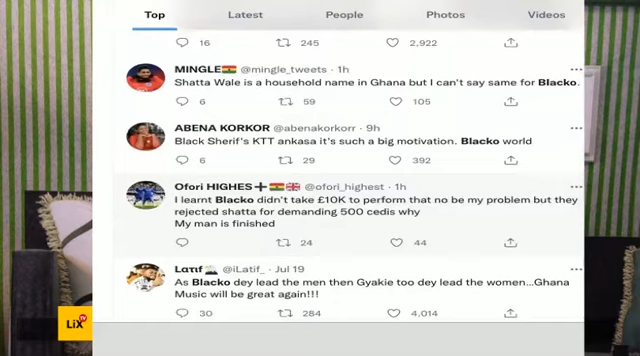 Top Latest People Photos Videos
16 245 2,922
MINGLE @mingle_tweets · 1h
Shatta Wale is a household name in Ghana but I can't say same for Blacko.
6 59 105
ABENA KORKOR @abenakorkorr · 9h
Black Sherif's KTT ankasa it's such a big motivation. Blacko world
6 29 392
Ofori HIGHES @ofori_highest · 1h
I learnt Blacko didn't take £10K to perform that no be my problem but they
rejected shatta for demanding 500 cedis why
My man is finished
24 44
Lατιf @iLatif_ · Jul 19
As Blacko dey lead the men then Gyakie too dey lead the women...Ghana
Music will be great again!!!
30 284 4,014
LiX